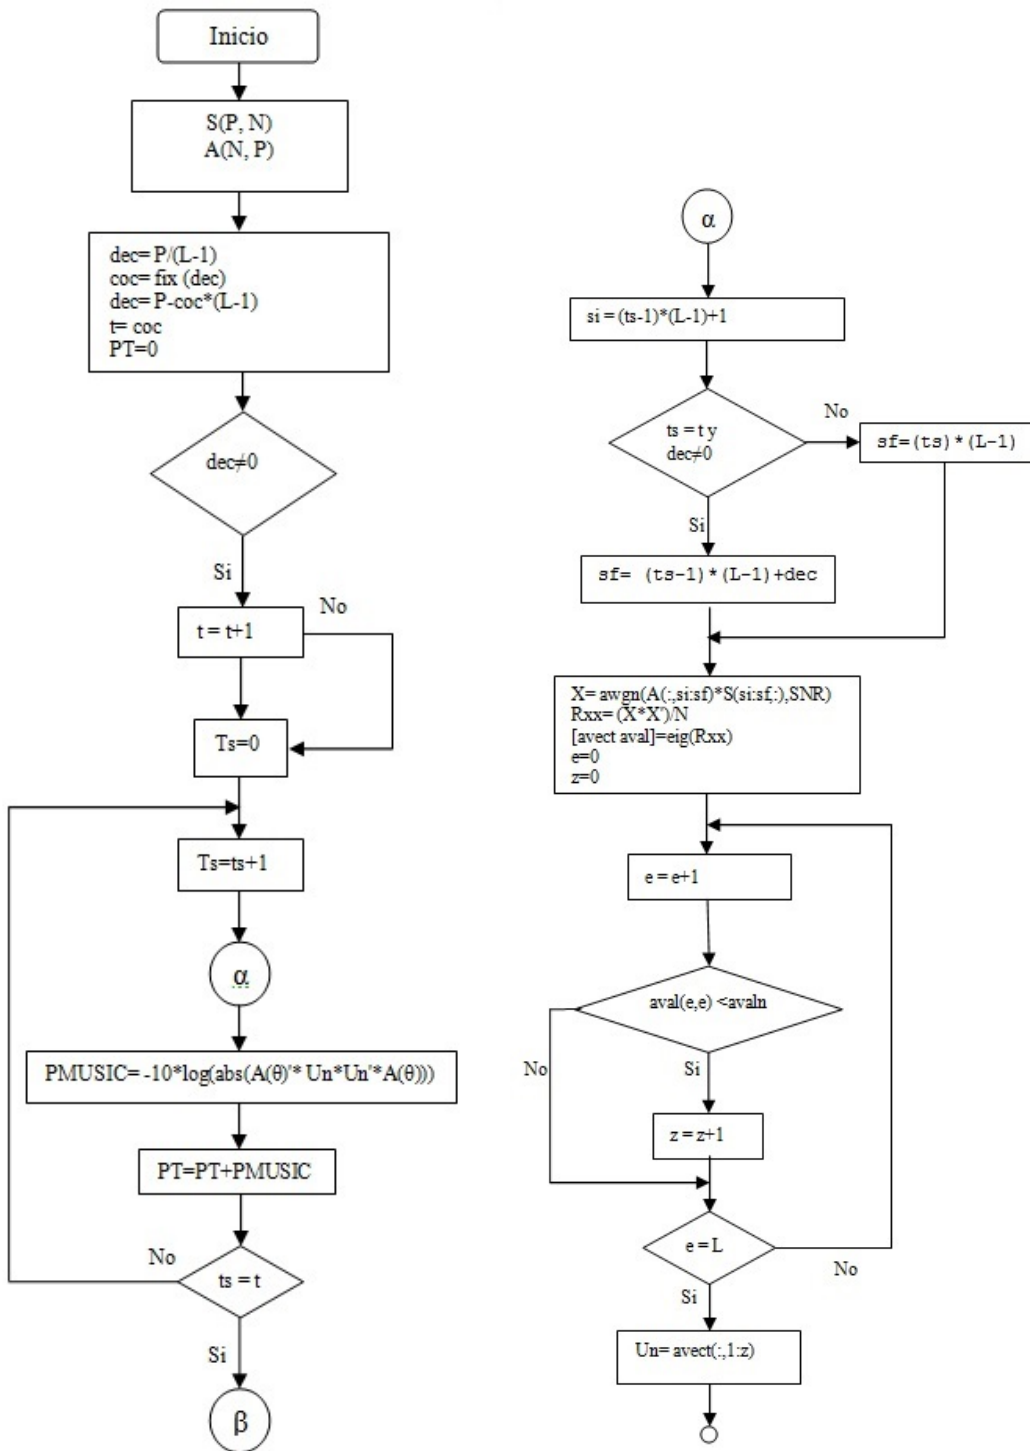 Inicio
S(P, N)
A(N, P)
dec= P/(L-1)
coc= fix (dec)
dec= P-coc*(L-1)
t= coc
PT=0
dec≠0
Si
No
t = t+1
Ts=0
Ts=ts+1
α
PMUSIC= -10*log(abs(A(θ)'* Un*Un'*A(θ)))
PT=PT+PMUSIC
No
ts = t
Si
β
α
si = (ts-1)*(L-1)+1
ts = t y
dec≠0
No
sf=(ts)*(L-1)
Si
sf= (ts-1)*(L-1)+dec
X= awgn(A(:,si:sf)*S(si:sf,:),SNR)
Rxx= (X*X')/N
[avect aval]=eig(Rxx)
e=0
z=0
e = e+1
aval(e,e) <avaln
No
Si
z = z+1
e = L
No
Si
Un= avect(:,1:z)